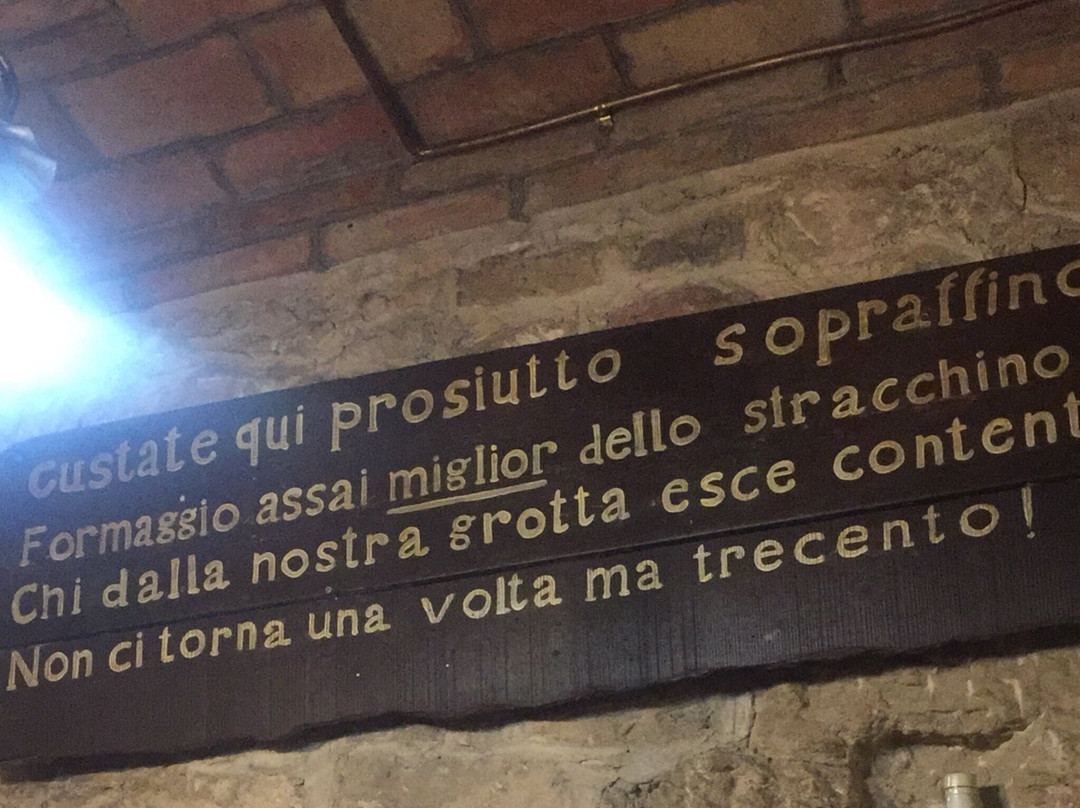 Gustate qui prosiutto sopraffino
Formaggio assai miglior dello stracchino
Chi dalla nostra grotta esce content
Non ci torna una volta ma trecento!